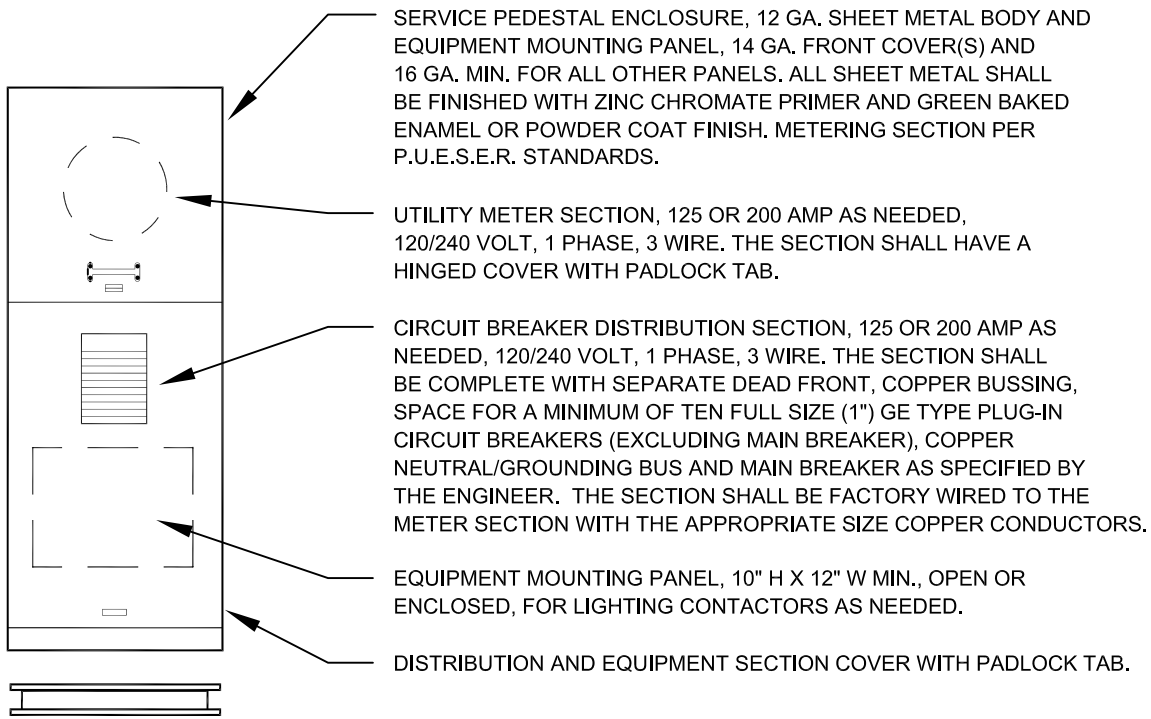 SERVICE PEDESTAL ENCLOSURE, 12 GA. SHEET METAL BODY AND
EQUIPMENT MOUNTING PANEL, 14 GA. FRONT COVER(S) AND
16 GA. MIN. FOR ALL OTHER PANELS. ALL SHEET METAL SHALL
BE FINISHED WITH ZINC CHROMATE PRIMER AND GREEN BAKED
ENAMEL OR POWDER COAT FINISH. METERING SECTION PER
P.U.E.S.E.R. STANDARDS.
UTILITY METER SECTION, 125 OR 200 AMP AS NEEDED,
120/240 VOLT, 1 PHASE, 3 WIRE. THE SECTION SHALL HAVE A
HINGED COVER WITH PADLOCK TAB.
CIRCUIT BREAKER DISTRIBUTION SECTION, 125 OR 200 AMP AS
NEEDED, 120/240 VOLT, 1 PHASE, 3 WIRE. THE SECTION SHALL
BE COMPLETE WITH SEPARATE DEAD FRONT, COPPER BUSSING,
SPACE FOR A MINIMUM OF TEN FULL SIZE (1") GE TYPE PLUG-IN
CIRCUIT BREAKERS (EXCLUDING MAIN BREAKER), COPPER
NEUTRAL/GROUNDING BUS AND MAIN BREAKER AS SPECIFIED BY
THE ENGINEER. THE SECTION SHALL BE FACTORY WIRED TO THE
METER SECTION WITH THE APPROPRIATE SIZE COPPER CONDUCTORS.
EQUIPMENT MOUNTING PANEL, 10" H X 12" W MIN., OPEN OR
ENCLOSED, FOR LIGHTING CONTACTORS AS NEEDED.
DISTRIBUTION AND EQUIPMENT SECTION COVER WITH PADLOCK TAB.